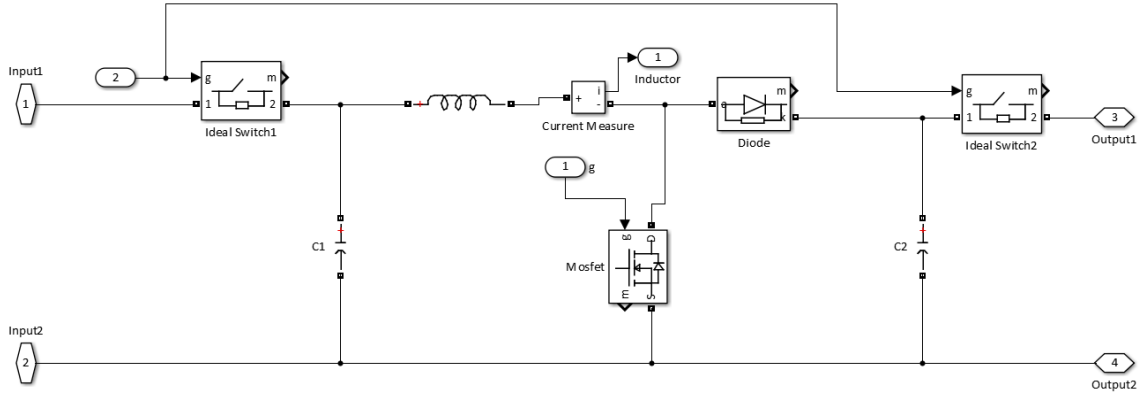 Input1
1
2
g
m
1
2
Ideal Switch1
+
+
i
-
Current Measure
1
Inductor
a
m
k
Diode
g
m
1
2
Ideal Switch2
3
Output1
1
g
C1
Mosfet
g
D
m
S
C2
Input2
2
4
Output2